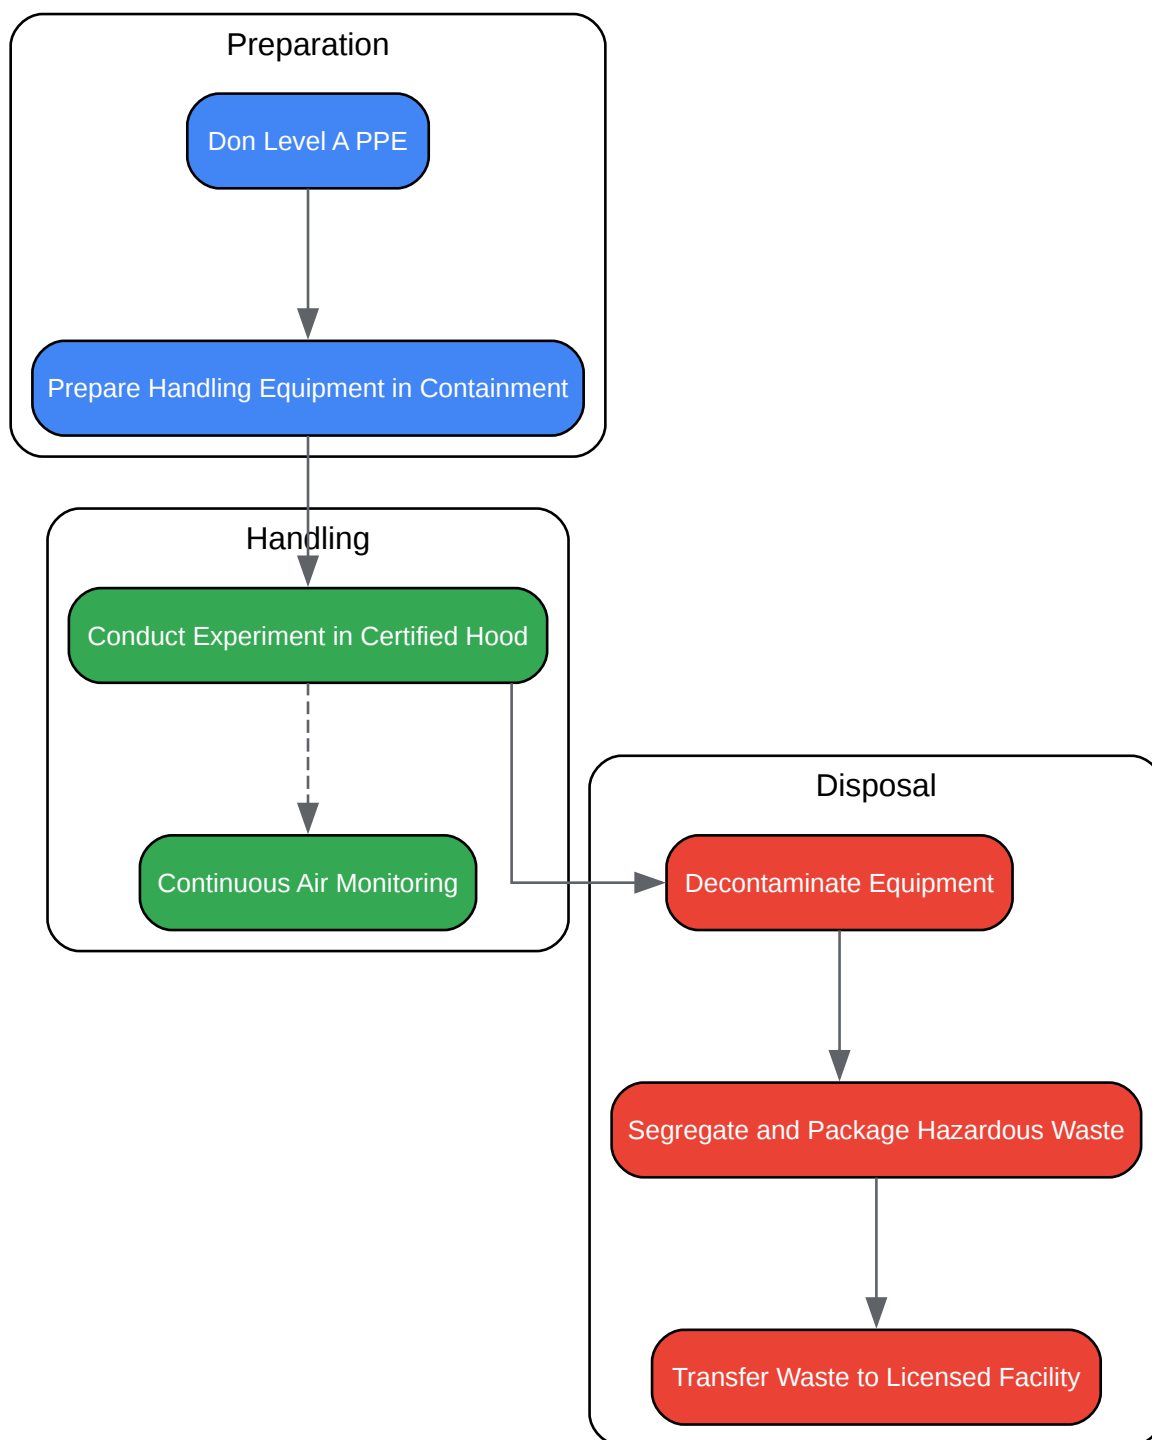 Preparation
Don Level A PPE
Prepare Handling Equipment in Containment
Handling
Conduct Experiment in Certified Hood
Continuous Air Monitoring
Disposal
Decontaminate Equipment
Segregate and Package Hazardous Waste
Transfer Waste to Licensed Facility